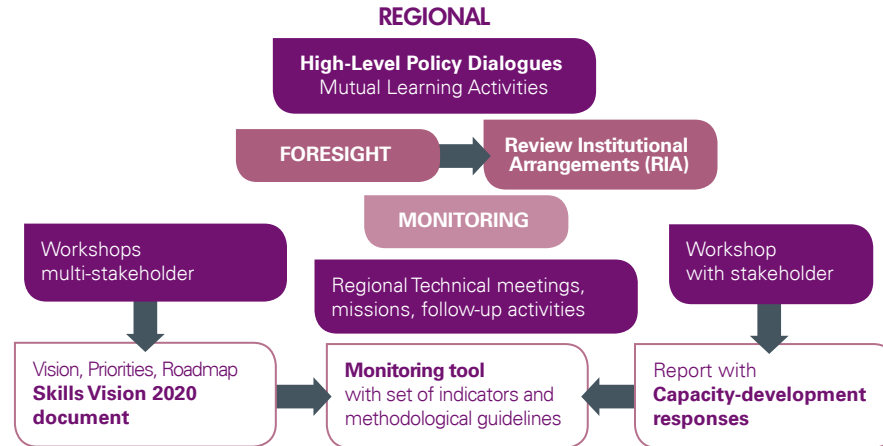 REGIONAL
High-Level Policy Dialogues
Mutual Learning Activities
FORESIGHT
Review Institutional
Arrangements (RIA)
MONITORING
Workshops
multi-stakeholder
Regional Technical meetings,
missions, follow-up activities
Workshop
with stakeholder
Vision, Priorities, Roadmap
Skills Vision 2020
document
Monitoring tool
with set of indicators and
methodological guidelines
Report with
Capacity-development
responses